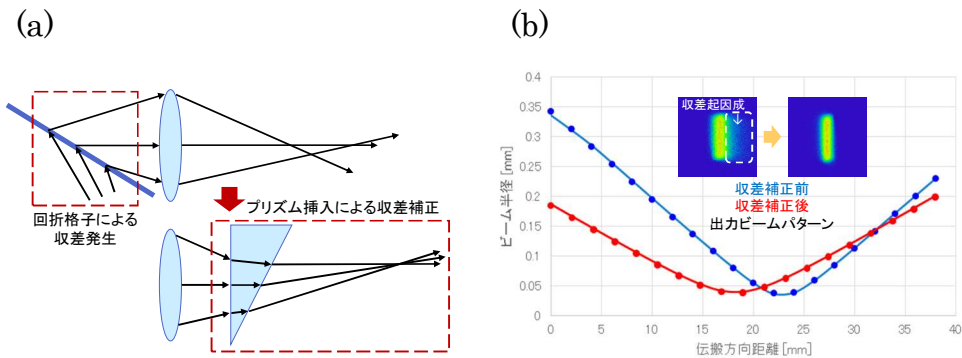 (a)
回折格子による
収差発生
プリズム挿入による収差補正
(b)
ビーム半径 [mm]
0.4
0.35
0.3
0.25
0.2
0.15
0.1
0.05
0
0 5 10 15 20 25 30 35 40
伝搬方向距離 [mm]
収差起因成
↓
収差補正前
収差補正後
出力ビームパターン